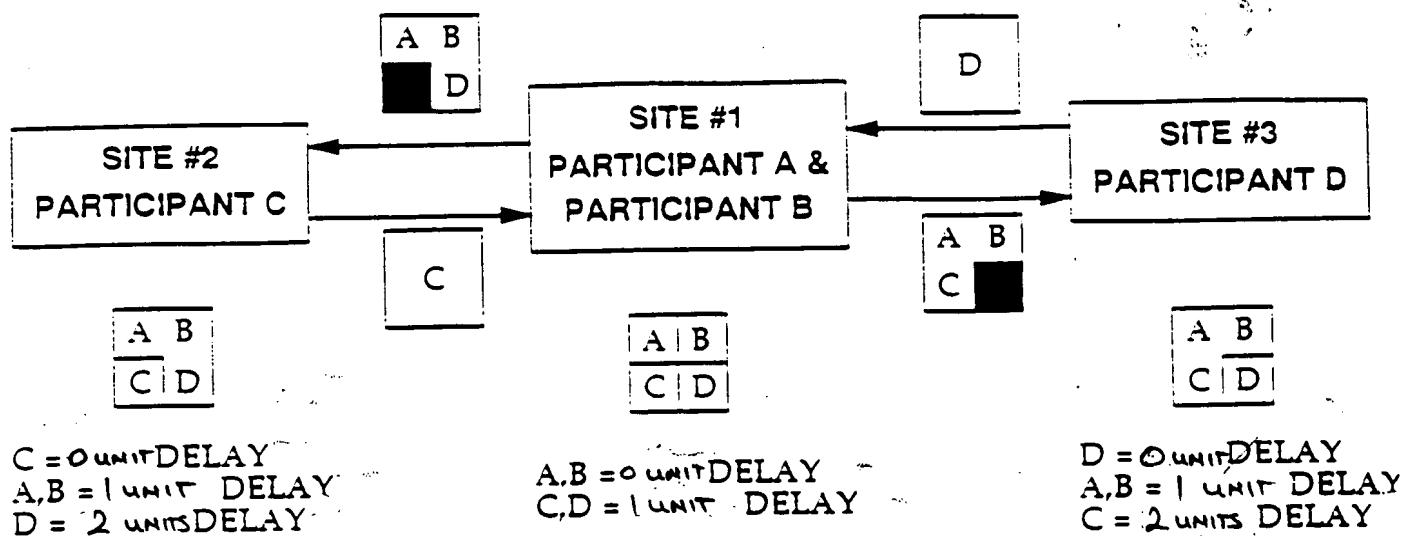 A B
D
D
SITE #1
PARTICIPANT A &
PARTICIPANT B
SITE #2
PARTICIPANT C
SITE #3
PARTICIPANT D
C
A B
C
A B
C D
A B
C D
A B
C D
C = 0 UNIT DELAY
A,B = 1 UNIT DELAY
D = 2 UNITS DELAY
A,B = 0 UNIT DELAY
C,D = 1 UNIT DELAY
D = 0 UNIT DELAY
A,B = 1 UNIT DELAY
C = 2 UNITS DELAY